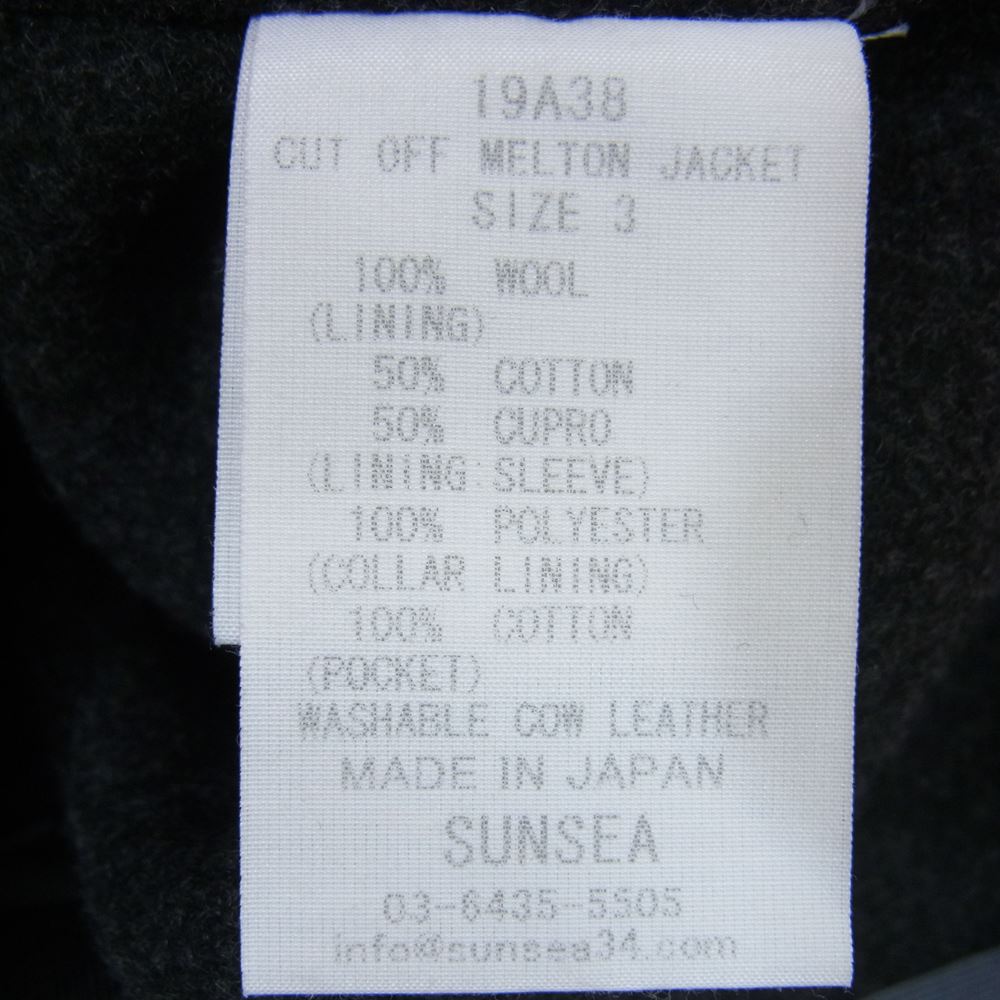 19A38
CUT OFF MELTON JACKET
SIZE 3
100% WOOL
(LINING)
50% COTTON
50% CUPRO
(LINING:SLEEVE)
100% POLYESTER
(COLLAR LINING)
100% COTTON
(POCKET)
WASHABLE COW LEATHER
MADE IN JAPAN
SUNSEA
03-6435-5505
info@sunsea34.com